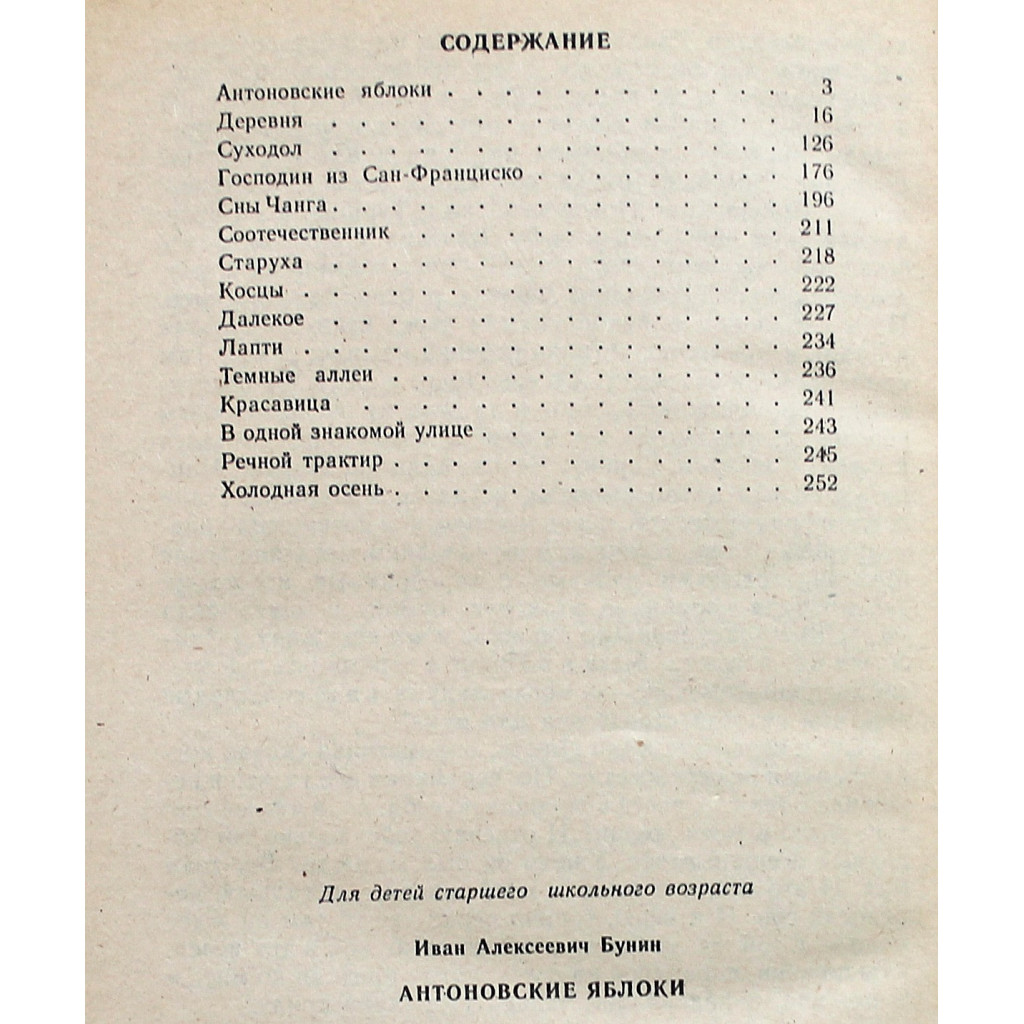 СОДЕРЖАНИЕ
Антоновские яблоки . . . . . . . . . . . . 3
Деревня . . . . . . . . . . . . . . . . 16
Суходол . . . . . . . . . . . . . . . . 126
Господин из Сан-Франциско . . . . . . . . . 176
Сны Чанга . . . . . . . . . . . . . . . . 196
Соотечественник . . . . . . . . . . . . . 211
Старуха . . . . . . . . . . . . . . . . 218
Косцы . . . . . . . . . . . . . . . . . 222
Далекое . . . . . . . . . . . . . . . . 227
Лапти . . . . . . . . . . . . . . . . . 234
Темные аллеи . . . . . . . . . . . . . . 236
Красавица . . . . . . . . . . . . . . . 241
В одной знакомой улице . . . . . . . . . . . 243
Речной трактир . . . . . . . . . . . . . . 245
Холодная осень . . . . . . . . . . . . . . 252
Для детей старшего школьного возраста
Иван Алексеевич Бунин
АНТОНОВСКИЕ ЯБЛОКИ